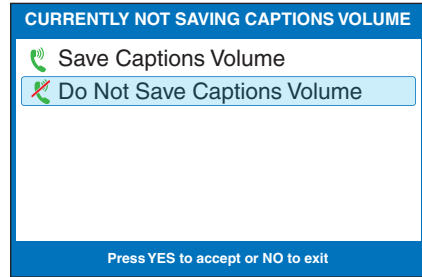 CURRENTLY NOT SAVING CAPTIONS VOLUME
Save Captions Volume
Do Not Save Captions Volume
Press YES to accept or NO to exit